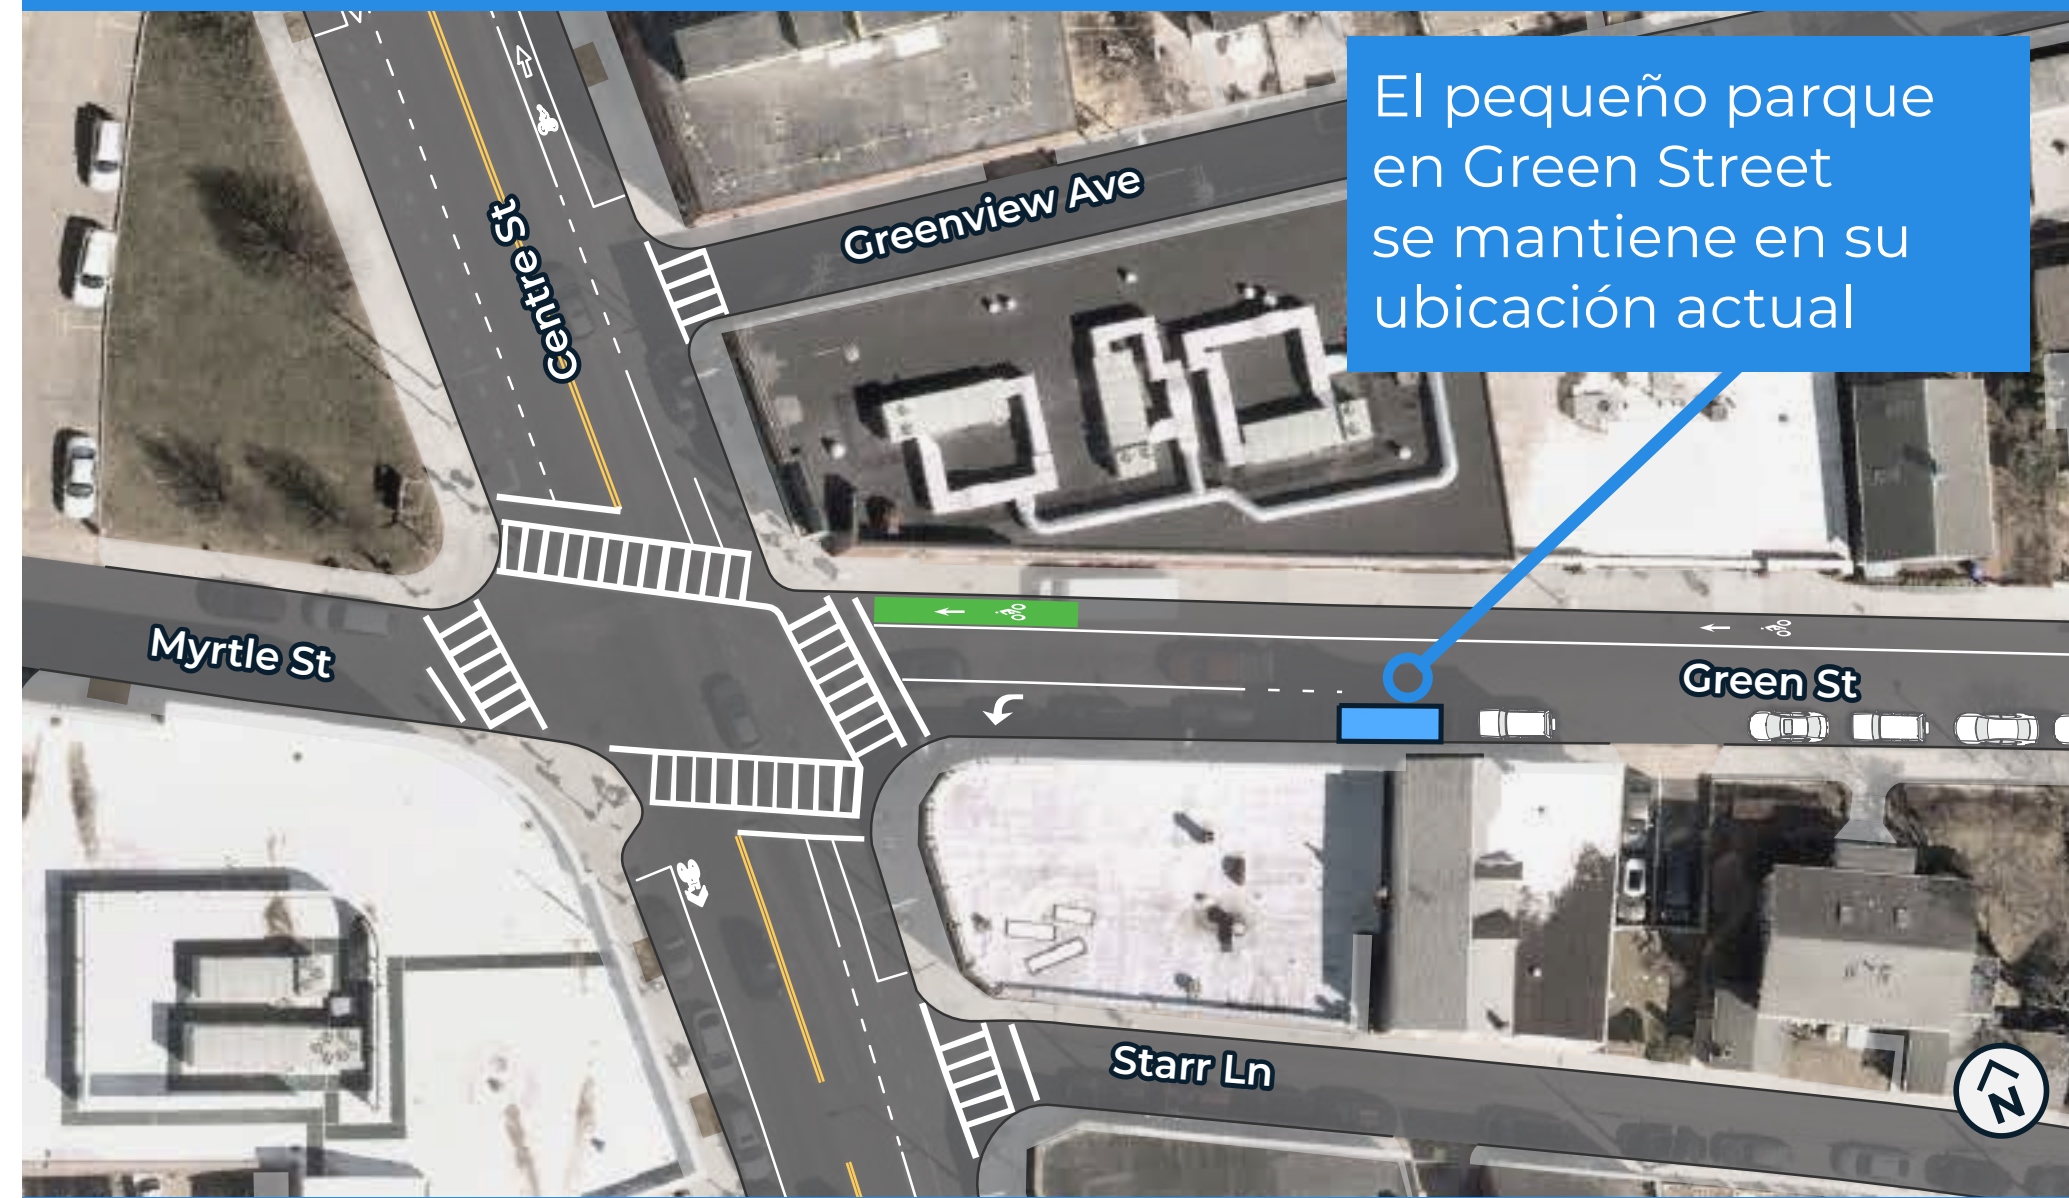 El pequeño parque
en Green Street
se mantiene en su
ubicación actual
Greenview Ave
Centre St
Myrtle St
Green St
Starr Ln
N